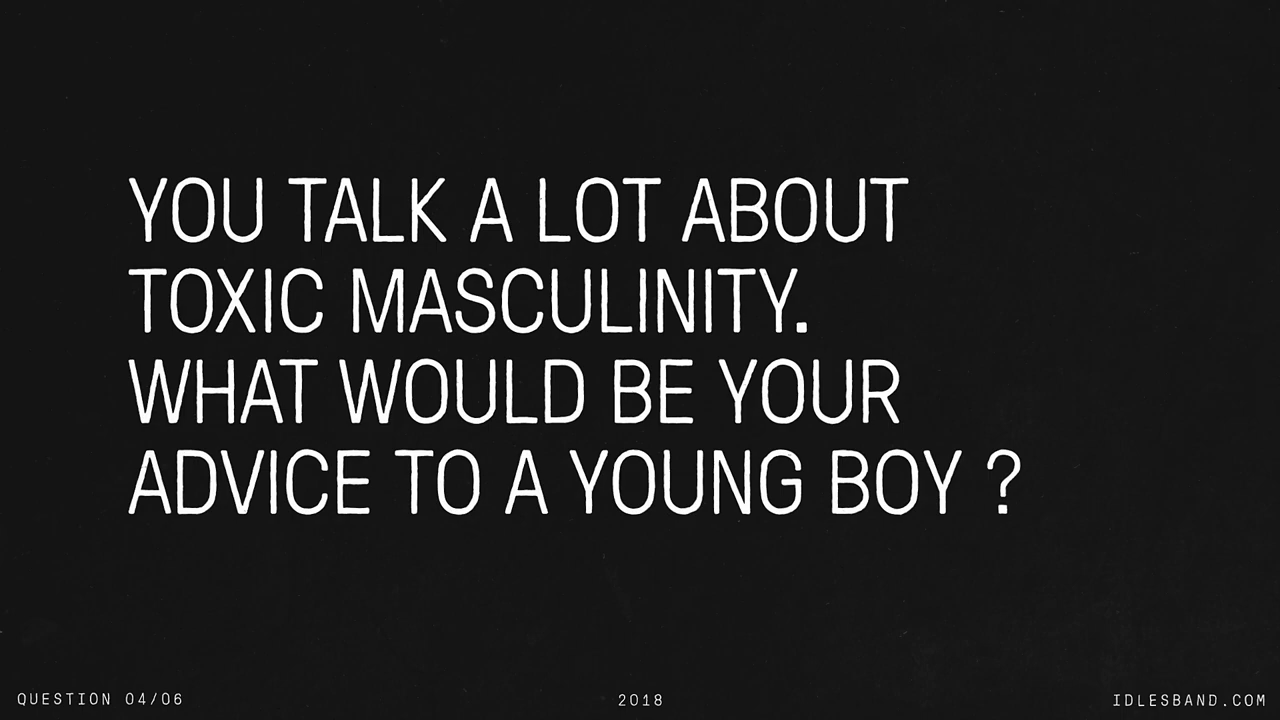 YOU TALK A LOT ABOUT
TOXIC MASCULINITY.
WHAT WOULD BE YOUR
ADVICE TO A YOUNG BOY ?
QUESTION 04/06
2018
IDLESBAND.COM